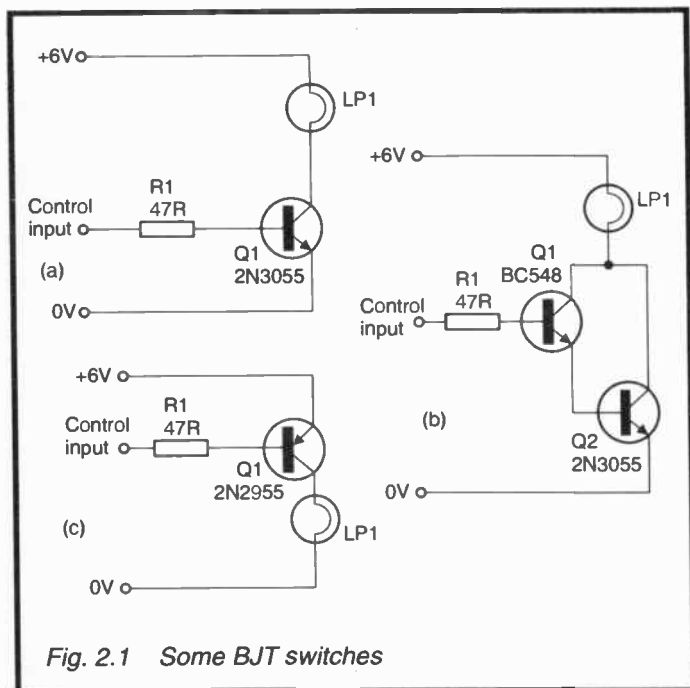 +6V
LP1
R1
47R
Control
input
Q1
2N3055
(a)
0V
+6V
LP1
Q1
BC548
R1
47R
Control
input
Q2
2N3055
(b)
0V
+6V
R1
47R
Control
input
Q1
2N2955
LP1
(c)
0V
Fig. 2.1 Some BJT switches